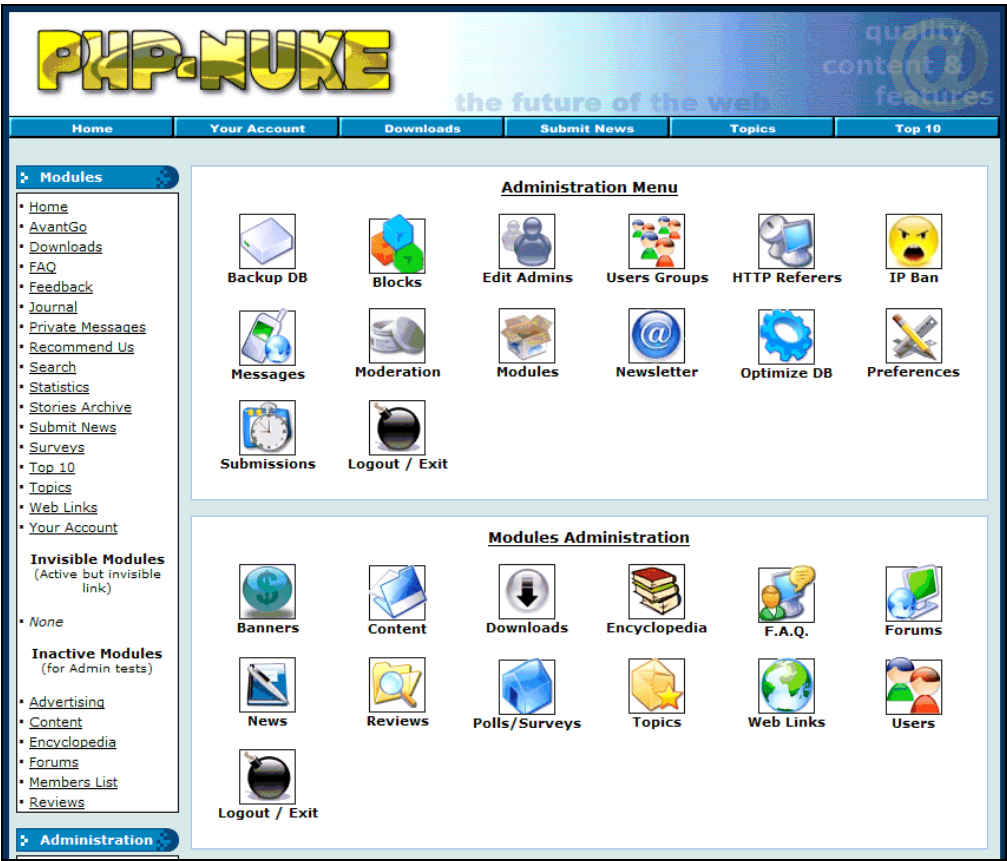 PHP-NUKE
quality
content &
features
the future of the web
Home Your Account Downloads Submit News Topics Top 10
Modules
Home
AvantGo
Downloads
FAQ
Feedback
Journal
Private Messages
Recommend Us
Search
Statistics
Stories Archive
Submit News
Surveys
Top 10
Topics
Web Links
Your Account
Invisible Modules
(Active but invisible
link)
None
Inactive Modules
(for Admin tests)
Advertising
Content
Encyclopedia
Forums
Members List
Reviews
Administration
Administration Menu
Backup DB Blocks Edit Admins Users Groups HTTP Referers IP Ban
Messages Moderation Modules Newsletter Optimize DB Preferences
Submissions Logout / Exit
Modules Administration
Banners Content Downloads Encyclopedia F.A.Q. Forums
News Reviews Polls/Surveys Topics Web Links Users
Logout / Exit